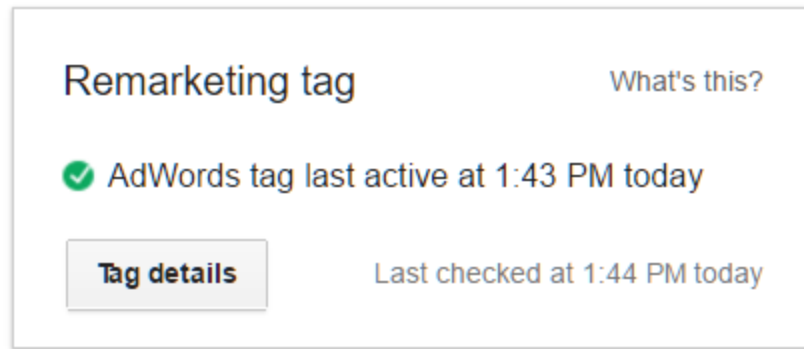 Remarketing tag What's this?
AdWords tag last active at 1:43 PM today
Tag details Last checked at 1:44 PM today